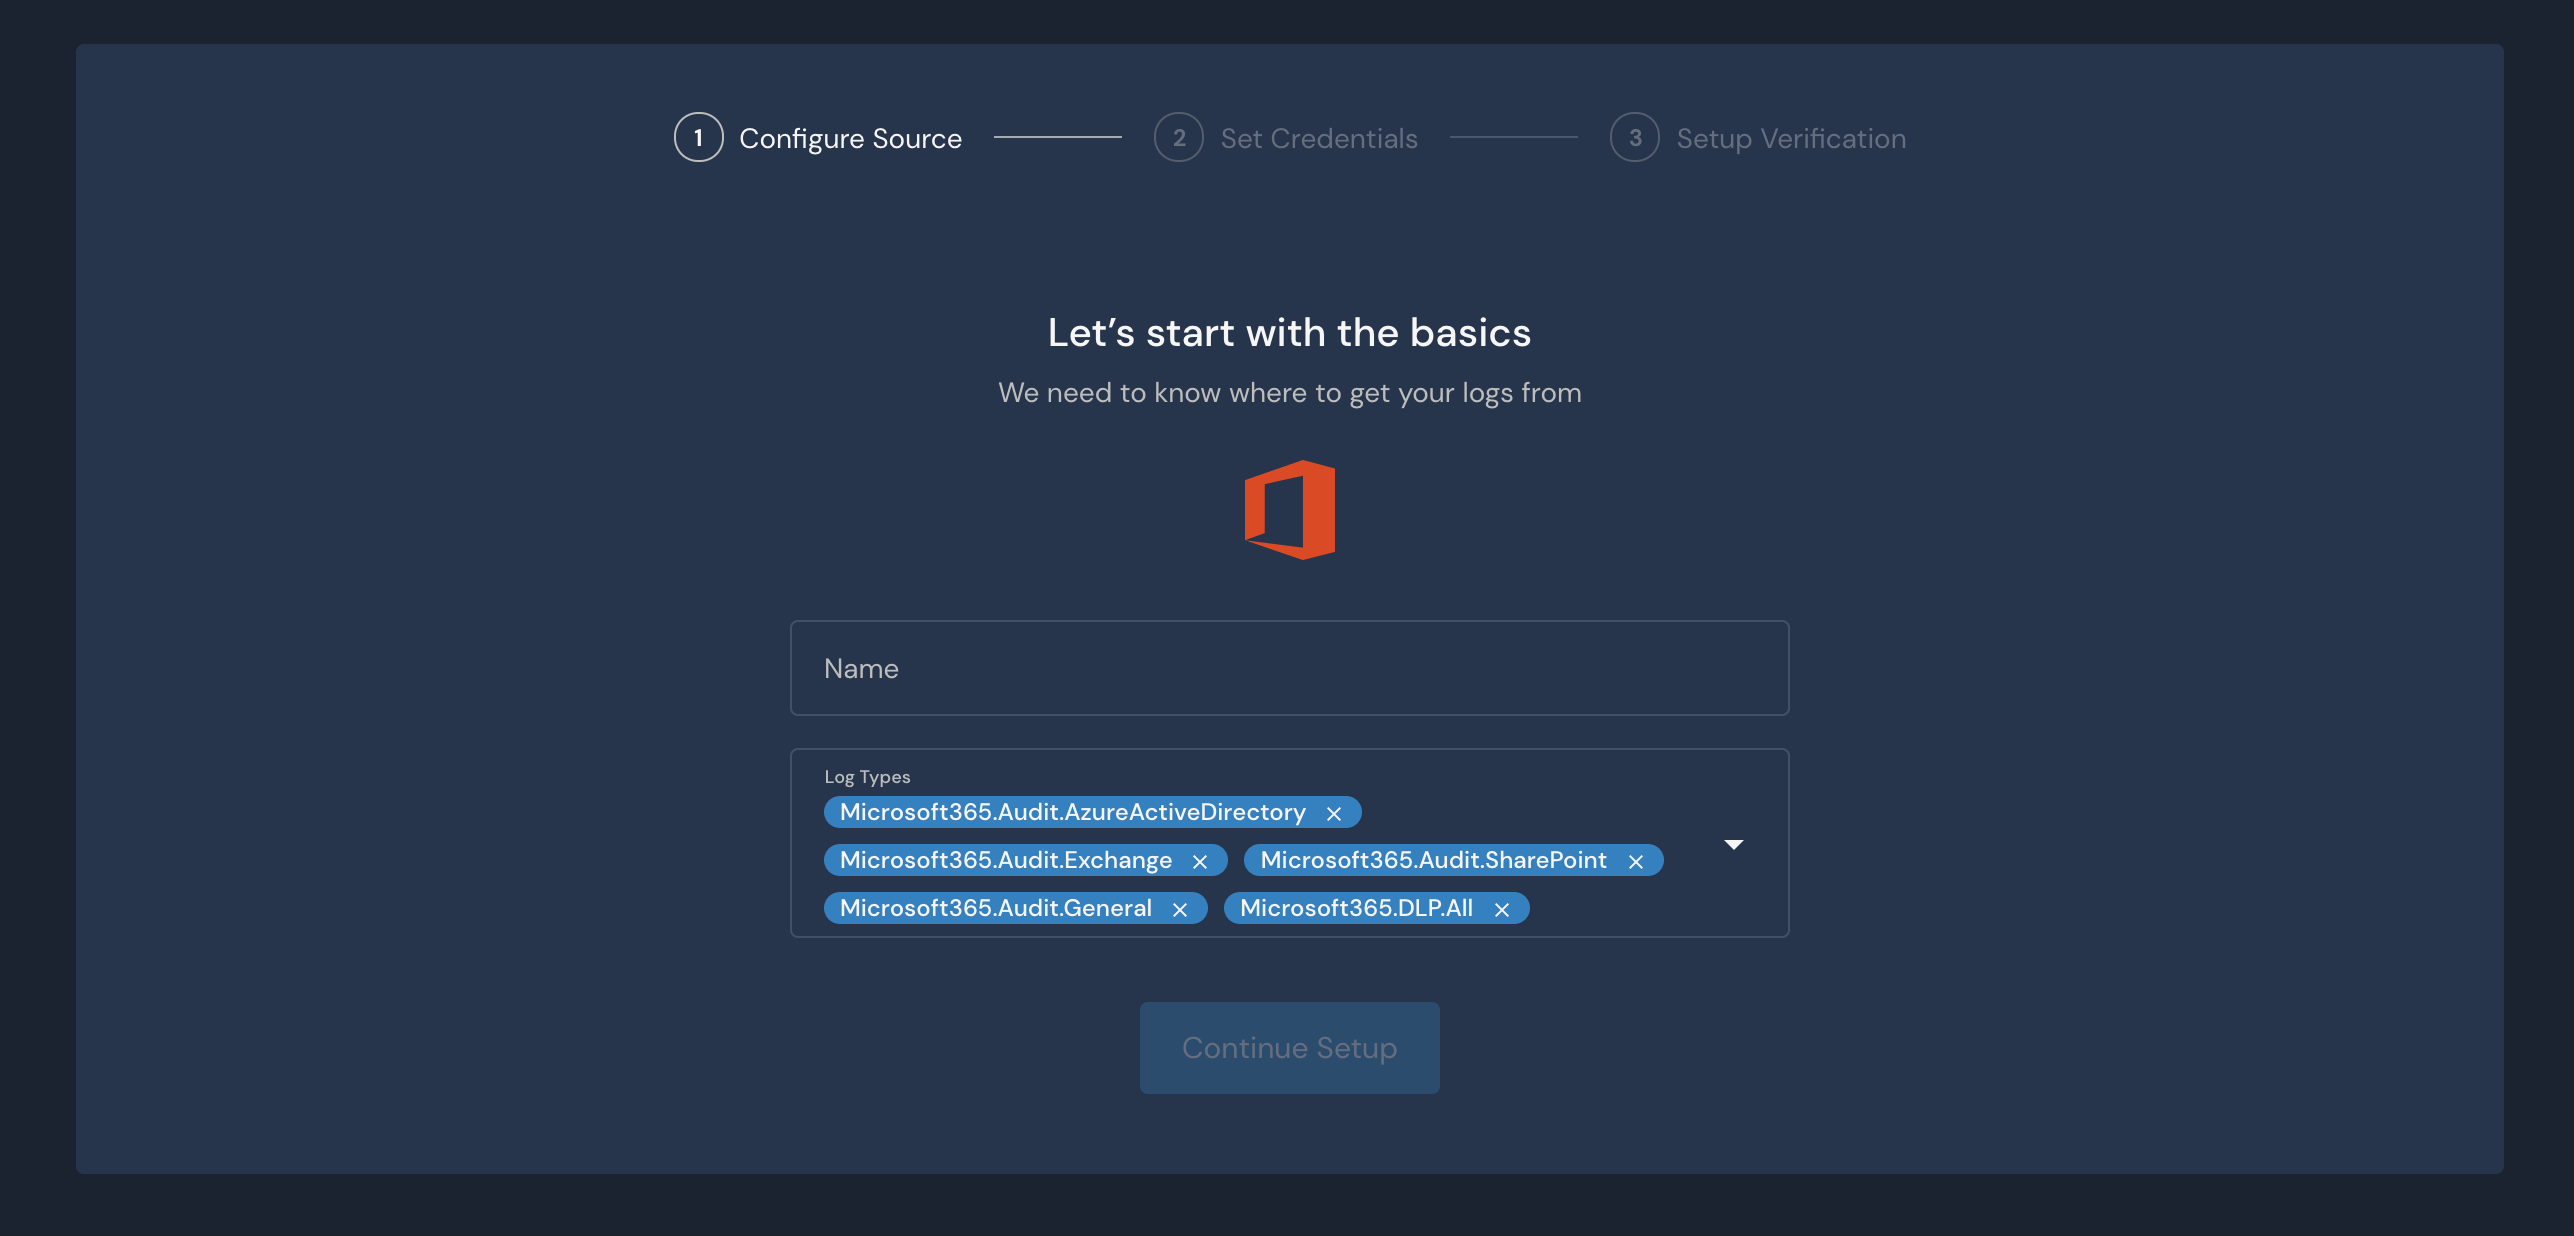 1 Configure Source 2 Set Credentials 3 Setup Verification
Let’s start with the basics
We need to know where to get your logs from
Name
Log Types
Microsoft365.Audit.AzureActiveDirectory
Microsoft365.Audit.Exchange Microsoft365.Audit.SharePoint
Microsoft365.Audit.General Microsoft365.DLP.All
Continue Setup